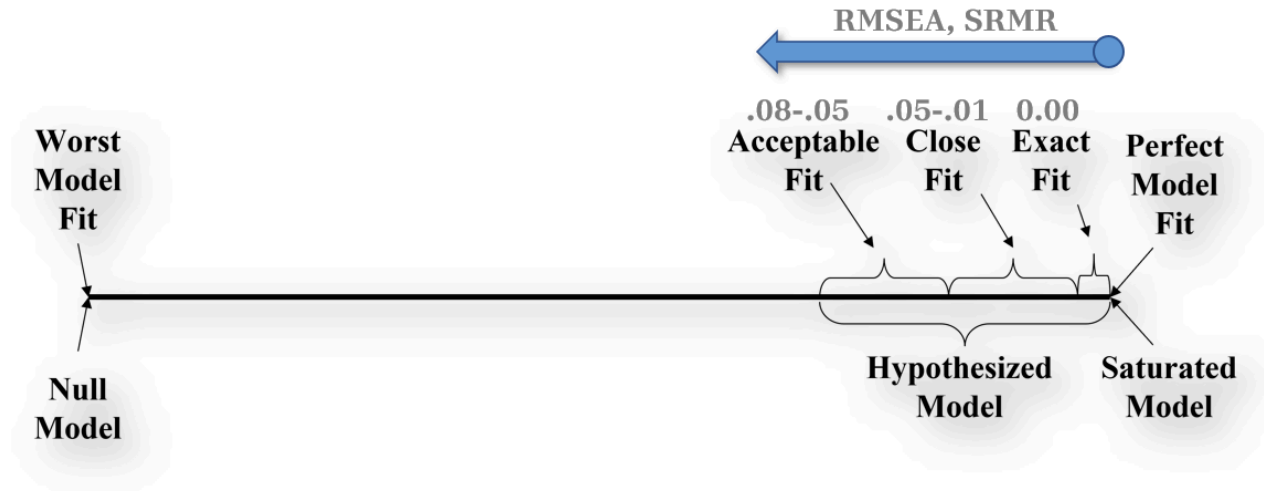 RMSEA, SRMR
.08-.05
.05-.01
0.00
Worst
Model
Fit
Acceptable
Fit
Close
Fit
Exact
Fit
Perfect
Model
Fit
Null
Model
Hypothesized
Model
Saturated
Model